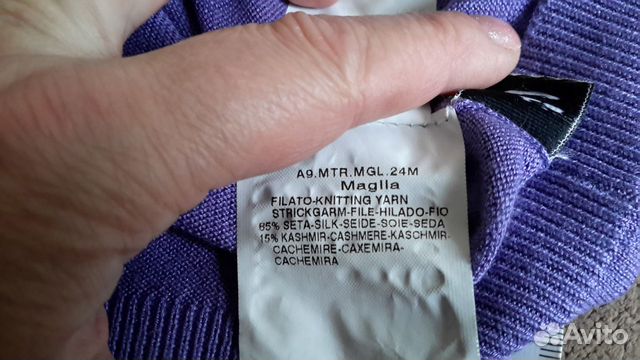 A9.MTR.MGL.24M
Maglia
FILATO-KNITTING YARN
STRICKGARM-FILE-HILADO-FIO
85% SETA-SILK-SEIDE-SOIE-SEDA
15% KASHMIR-CASHMERE-KASCHMIR-
CACHEMIRE-CAXEMIRA-
CACHEMIRA
Avito